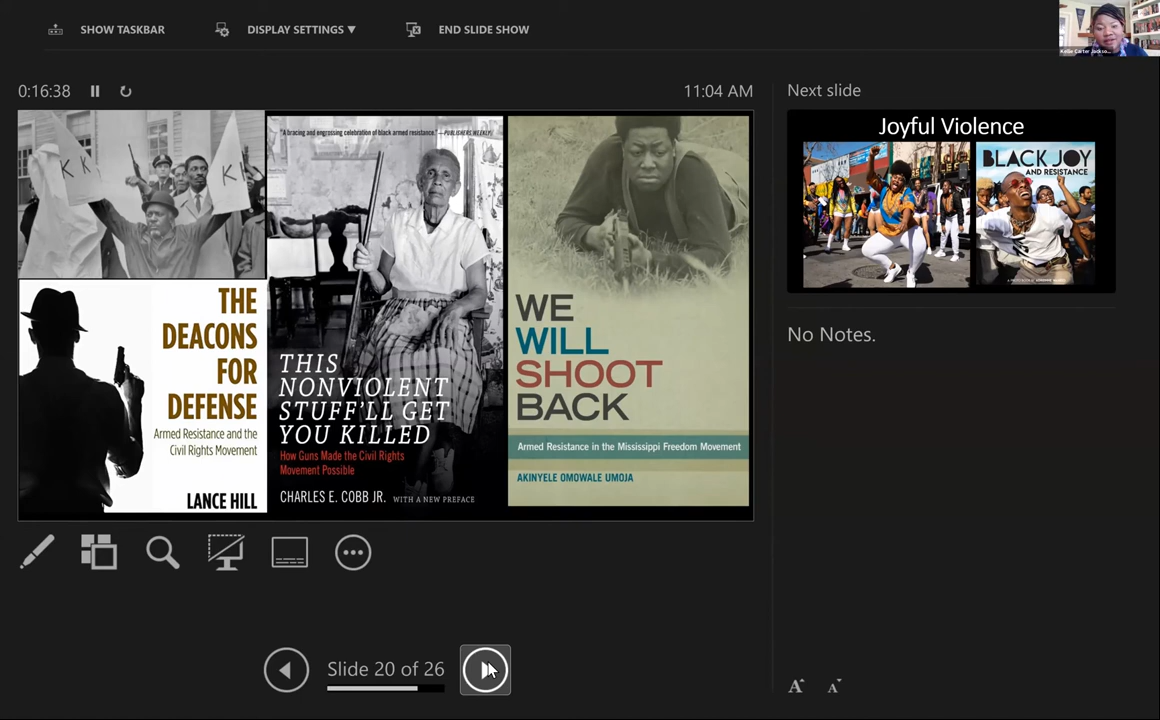 SHOW TASKBAR
DISPLAY SETTINGS ▼
END SLIDE SHOW
Kellie Carter Jackso...
0:16:38
11:04 AM
Next slide
K K
K
THE
DEACONS
FOR
DEFENSE
Armed Resistance and the
Civil Rights Movement
LANCE HILL
"A bracing and engrossing celebration of black armed resistance." —PUBLISHERS WEEKLY
THIS
NONVIOLENT
STUFF'LL GET
YOU KILLED
How Guns Made the Civil Rights
Movement Possible
CHARLES E. COBB JR. WITH A NEW PREFACE
WE
WILL
SHOOT
BACK
Armed Resistance in the Mississippi Freedom Movement
AKINYELE OMOWALE UMOJA
Joyful Violence
BLACK JOY
AND RESISTANCE
No Notes.
Slide 20 of 26
A A